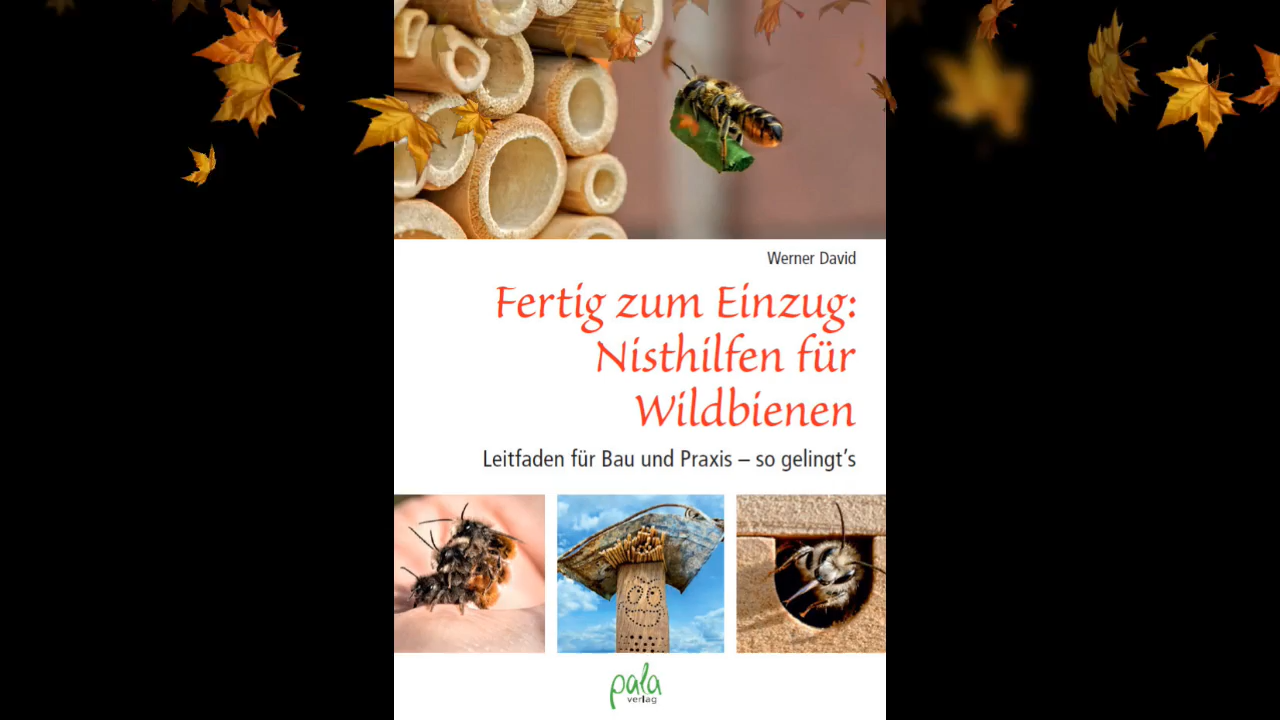 Werner David
Fertig zum Einzug:
Nisthilfen für
Wildbienen
Leitfaden für Bau und Praxis – so gelingt's
pala
verlag